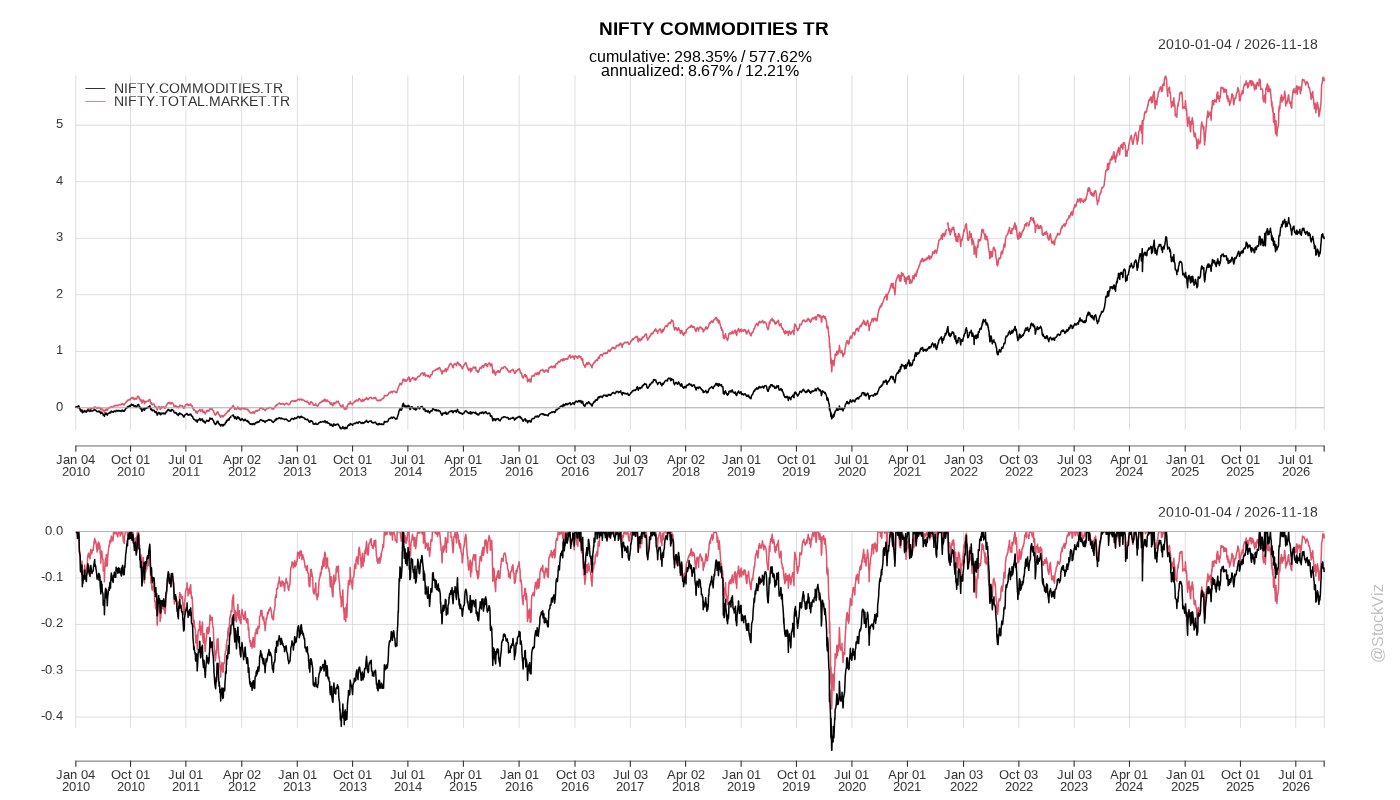 NIFTY COMMODITIES TR
cumulative: 298.35% / 577.62%
annualized: 8.67% / 12.21%
2010-01-04 / 2026-11-18
NIFTY.COMMODITIES.TR
NIFTY.TOTAL.MARKET.TR
5
4
3
2
1
0
Jan 04 Oct 01 Jul 01 Apr 02 Jan 01 Oct 01 Jul 01 Apr 01 Jan 01 Oct 03 Jul 03 Apr 02 Jan 01 Oct 01 Jul 01 Apr 01 Jan 03 Oct 03 Jul 03 Apr 01 Jan 01 Oct 01 Jul 01
2010 2010 2011 2012 2013 2013 2014 2015 2016 2016 2017 2018 2019 2019 2020 2021 2022 2022 2023 2024 2025 2025 2026
2010-01-04 / 2026-11-18
0.0
-0.1
-0.2
-0.3
-0.4
Jan 04 Oct 01 Jul 01 Apr 02 Jan 01 Oct 01 Jul 01 Apr 01 Jan 01 Oct 03 Jul 03 Apr 02 Jan 01 Oct 01 Jul 01 Apr 01 Jan 03 Oct 03 Jul 03 Apr 01 Jan 01 Oct 01 Jul 01
2010 2010 2011 2012 2013 2013 2014 2015 2016 2016 2017 2018 2019 2019 2020 2021 2022 2022 2023 2024 2025 2025 2026
@StockViz